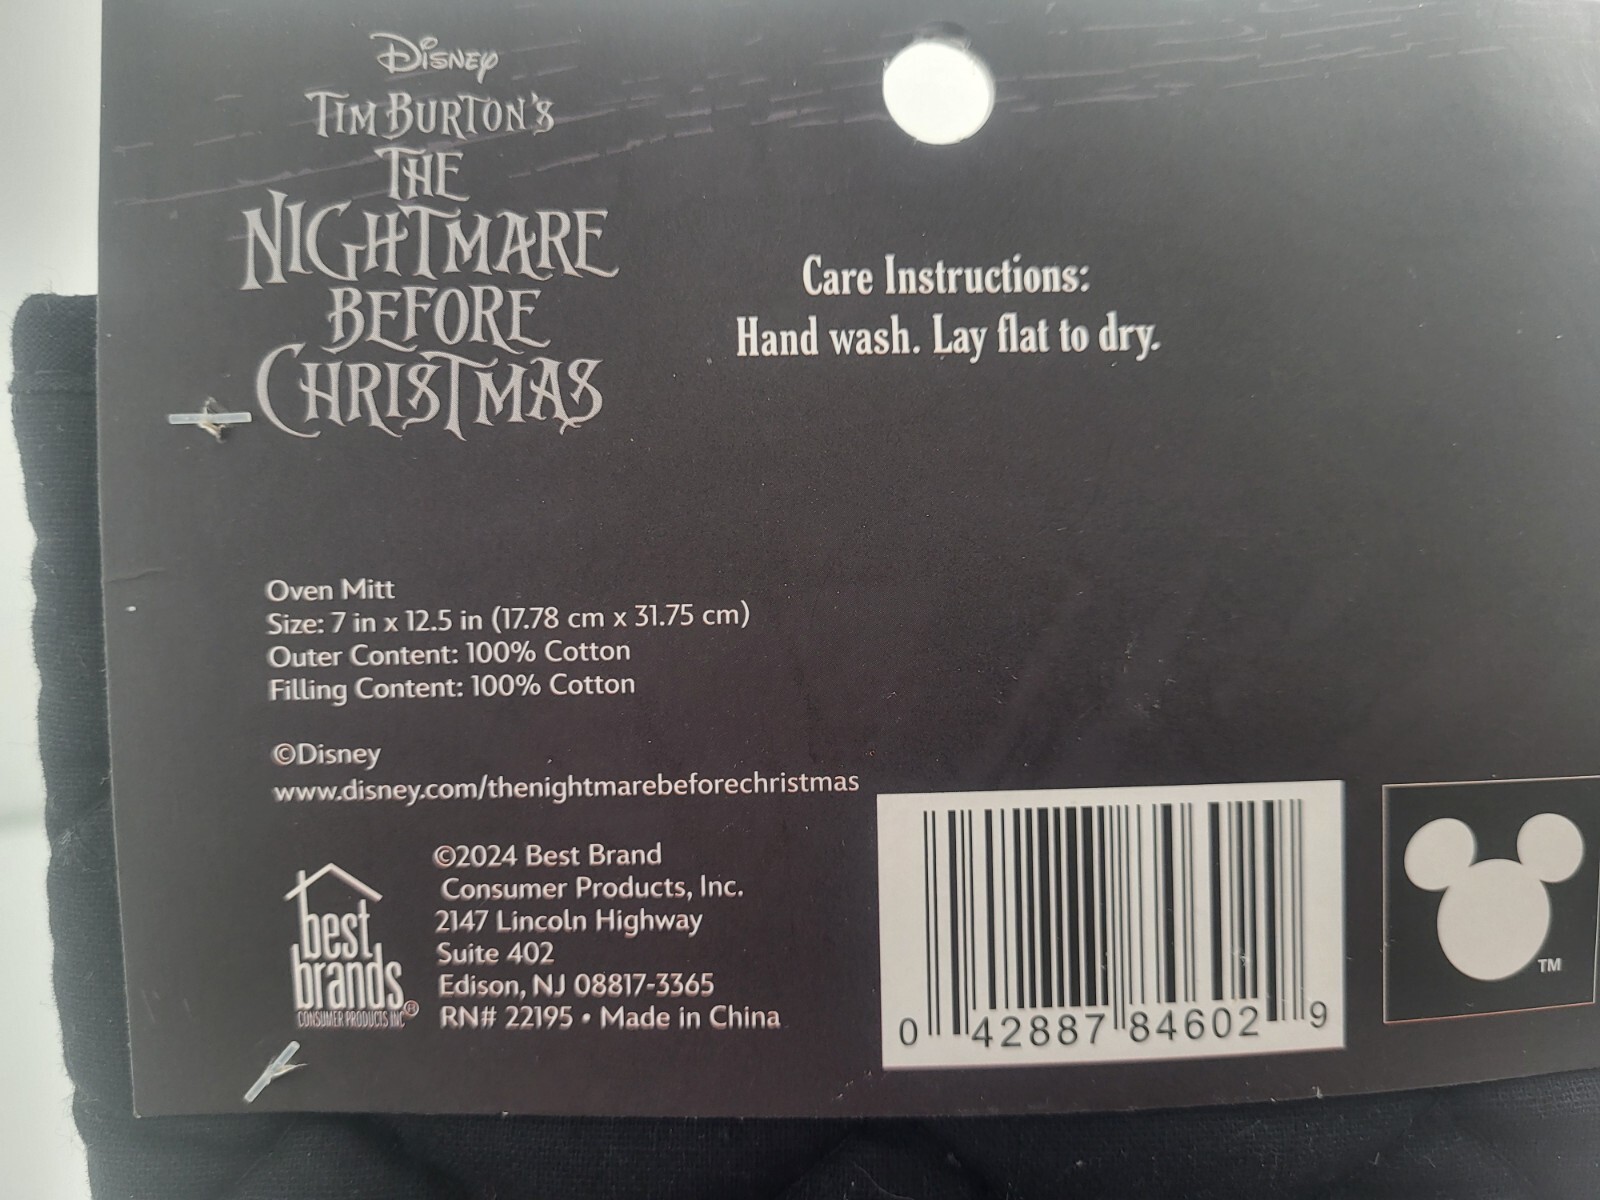 Disney
Tim Burton's
The
Nightmare
Before
Christmas
Care Instructions:
Hand wash. Lay flat to dry.
Oven Mitt
Size: 7 in x 12.5 in (17.78 cm x 31.75 cm)
Outer Content: 100% Cotton
Filling Content: 100% Cotton
©Disney
www.disney.com/thenightmarebeforechristmas
©2024 Best Brand
Consumer Products, Inc.
2147 Lincoln Highway
Suite 402
Edison, NJ 08817-3365
RN# 22195 • Made in China
best
brands®
CONSUMER PRODUCTS INC
0 42887 84602 9
TM